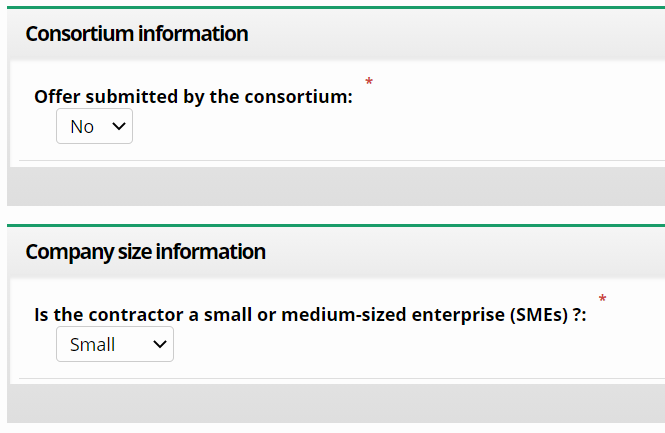 Consortium information
*
Offer submitted by the consortium:
No
Company size information
*
Is the contractor a small or medium-sized enterprise (SMEs) ?:
Small